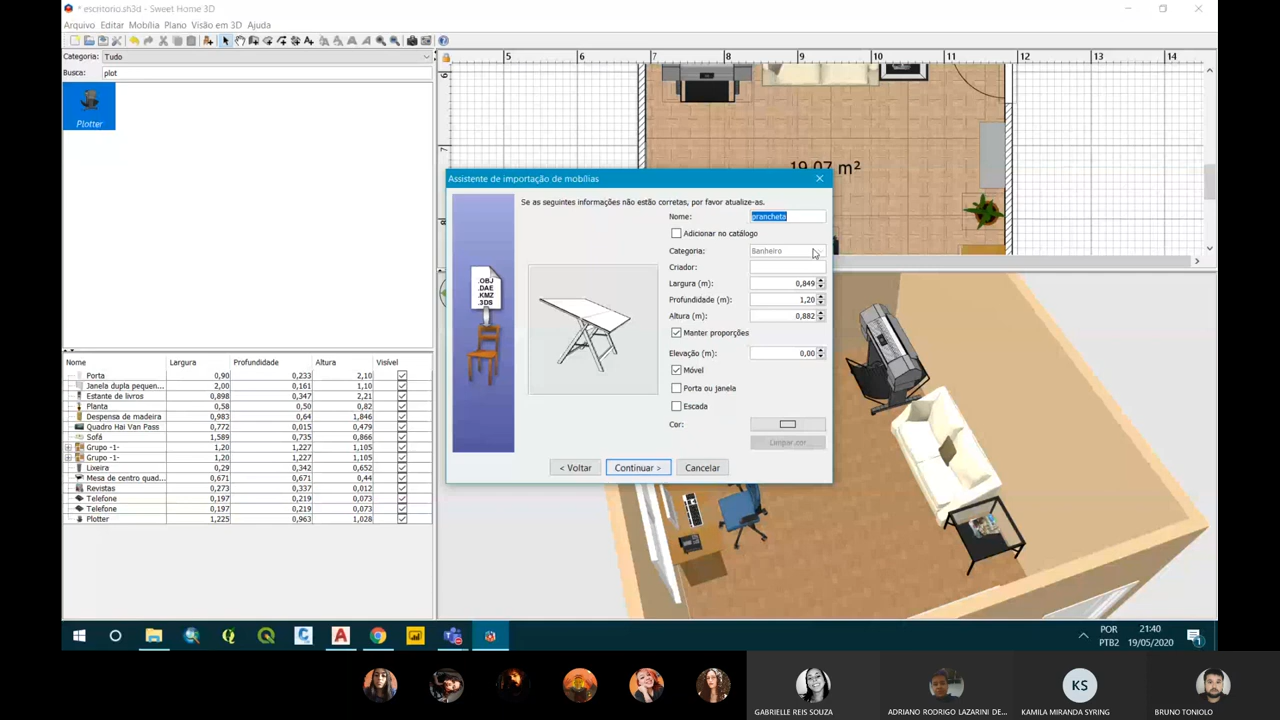 * escritorio.sh3d - Sweet Home 3D
Arquivo Editar Mobília Plano Visão em 3D Ajuda
Categoria: Tudo
Busca: plot
Plotter
5 6 7 8 9 10 11 12 13 14
6
7
8
19,07 m²
Assistente de importação de mobílias
Se as seguintes informações não estão corretas, por favor atualize-as.
Nome: prancheta
Adicionar no catálogo
Categoria: Banheiro
Criador:
Largura (m): 0,849
Profundidade (m): 1,20
Altura (m): 0,882
Manter proporções
Elevação (m): 0,00
Móvel
Porta ou janela
Escada
Cor:
Limpar cor...
.OBJ
.DAE
.KMZ
.3DS
< Voltar Continuar > Cancelar
Nome Largura Profundidade Altura Visível
Porta 0,90 0,233 2,10
Janela dupla pequen... 2,00 0,161 1,10
Estante de livros 0,898 0,347 2,21
Planta 0,58 0,50 0,82
Despensa de madeira 0,983 0,64 1,846
Quadro Hai Van Pass 0,772 0,015 0,479
Sofá 1,589 0,735 0,866
Grupo -1- 1,20 1,227 1,105
Grupo -1- 1,20 1,227 1,105
Lixeira 0,29 0,342 0,652
Mesa de centro quad... 0,671 0,671 0,44
Revistas 0,273 0,337 0,012
Telefone 0,197 0,219 0,073
Telefone 0,197 0,219 0,073
Plotter 1,225 0,963 1,028
POR
PTB2
21:40
19/05/2020
1
KS
GABRIELLE REIS SOUZA
ADRIANO RODRIGO LAZARINI DE...
KAMILA MIRANDA SYRING
BRUNO TONIOLO